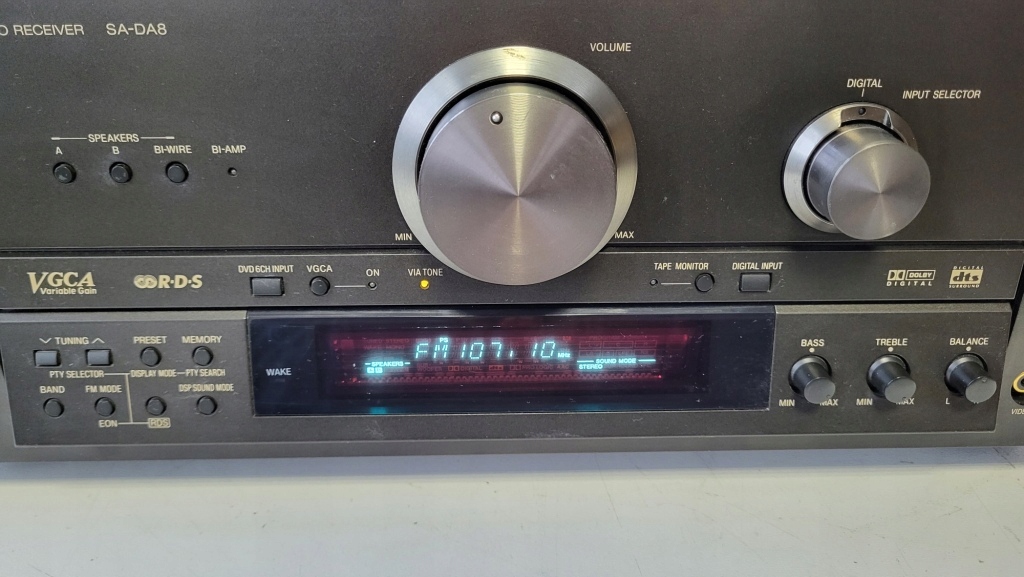 O RECEIVER SA-DA8
VOLUME
DIGITAL
INPUT SELECTOR
SPEAKERS
A B BI-WIRE BI-AMP
MIN MAX
VGCA
Variable Gain
R·D·S
DVD 6CH INPUT VGCA ON VIA TONE
TAPE MONITOR DIGITAL INPUT
DOLBY
DIGITAL
DIGITAL
dts
SURROUND
TUNING PRESET MEMORY
PTY SELECTOR DISPLAY MODE PTY SEARCH
BAND FM MODE DSP SOUND MODE
EON RDS
WAKE
FM 107.10 MHz
SPEAKERS
SOUND MODE
STEREO
BASS TREBLE BALANCE
MIN MAX MIN MAX L